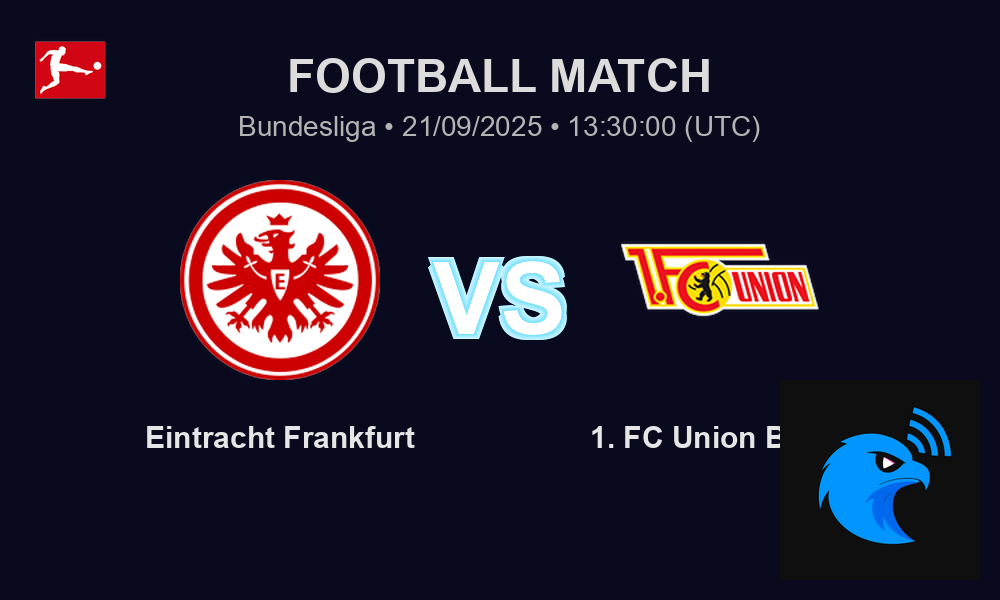 FOOTBALL MATCH
Bundesliga • 21/09/2025 • 13:30:00 (UTC)
E
VS
1.FC UNION
Eintracht Frankfurt
1. FC Union